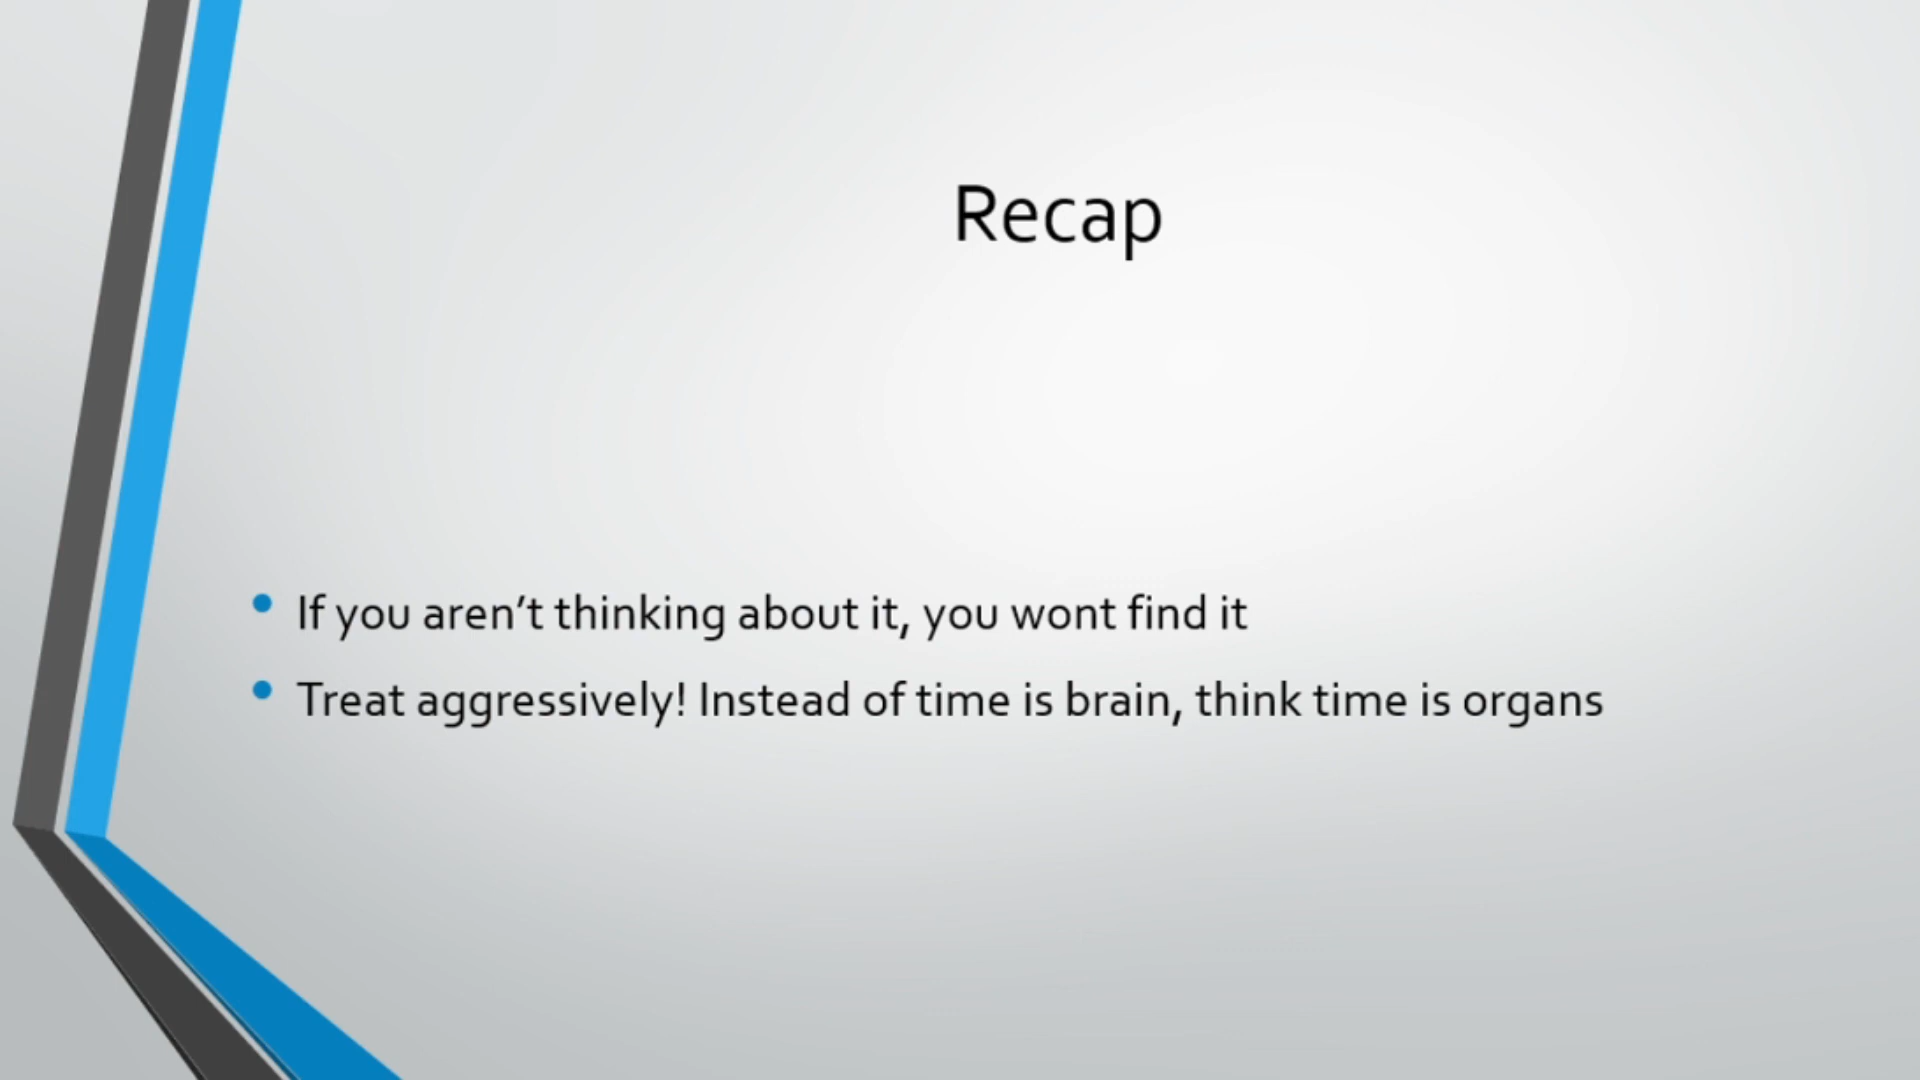 Recap
• If you aren’t thinking about it, you wont find it
• Treat aggressively! Instead of time is brain, think time is organs